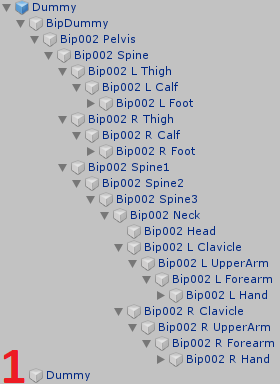 Dummy
BipDummy
Bip002 Pelvis
Bip002 Spine
Bip002 L Thigh
Bip002 L Calf
Bip002 L Foot
Bip002 R Thigh
Bip002 R Calf
Bip002 R Foot
Bip002 Spine1
Bip002 Spine2
Bip002 Spine3
Bip002 Neck
Bip002 Head
Bip002 L Clavicle
Bip002 L UpperArm
Bip002 L Forearm
Bip002 L Hand
Bip002 R Clavicle
Bip002 R UpperArm
Bip002 R Forearm
Bip002 R Hand
1
Dummy